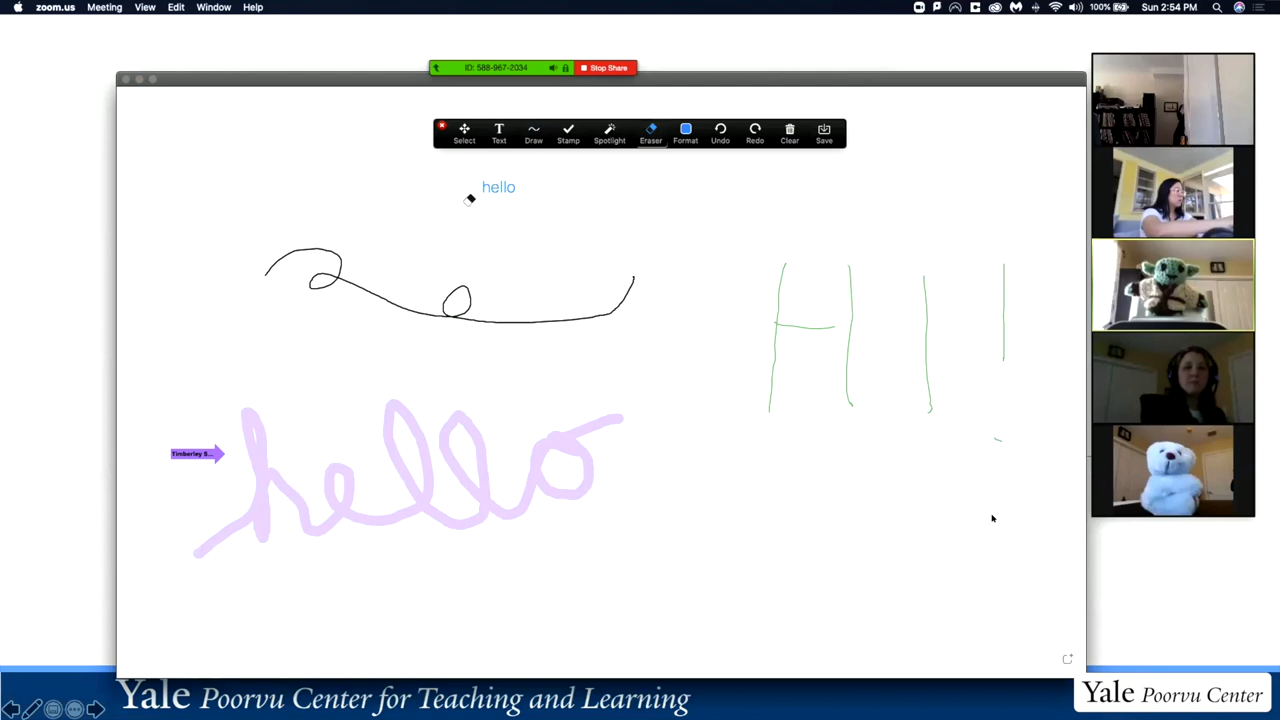 zoom.us Meeting View Edit Window Help
100% Sun 2:54 PM
ID: 588-967-2034 Stop Share
Select Text Draw Stamp Spotlight Eraser Format Undo Redo Clear Save
hello
HI!
Timberley S...
hello
Yale Poorvu Center for Teaching and Learning
Yale Poorvu Center